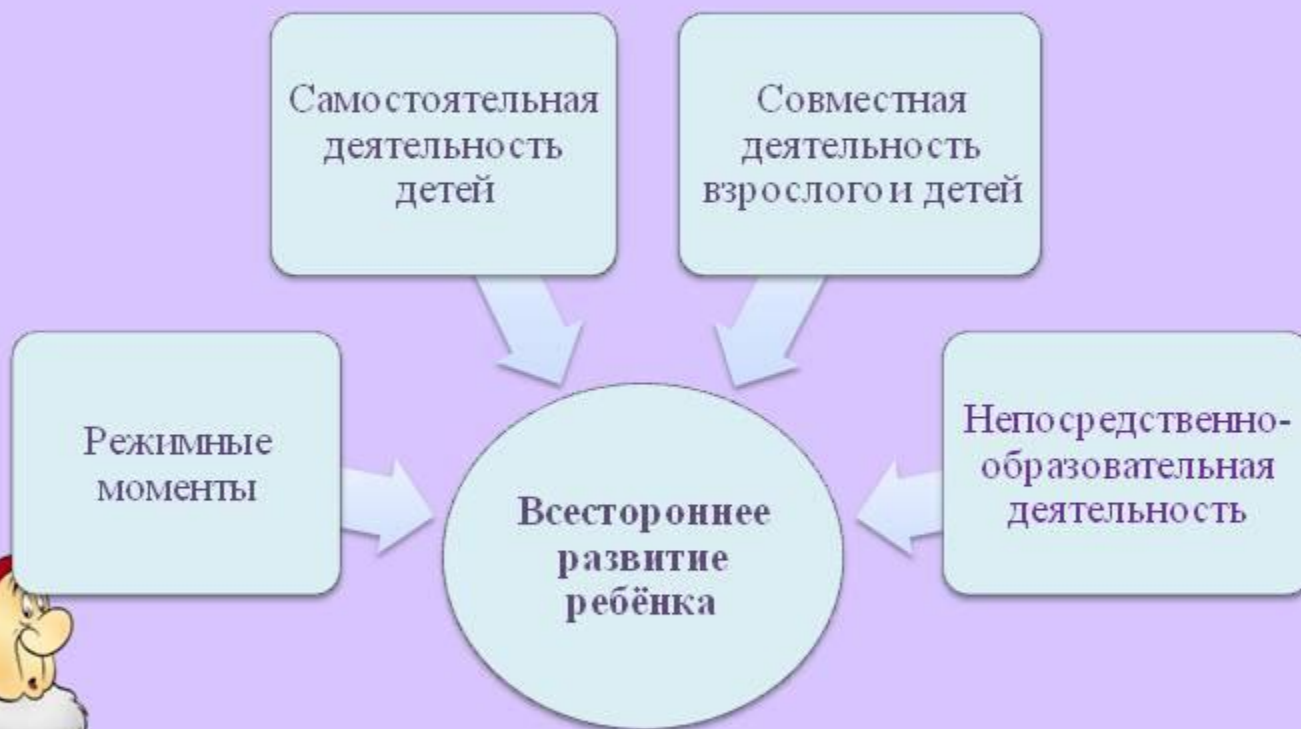 Самостоятельная
деятельность
детей
Совместная
деятельность
взрослого и детей
Режимные
моменты
Непосредственно-
образовательная
деятельность
Всестороннее
развитие
ребёнка